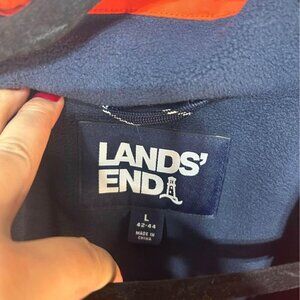 LANDS'
END
L
42-44
MADE IN
CHINA